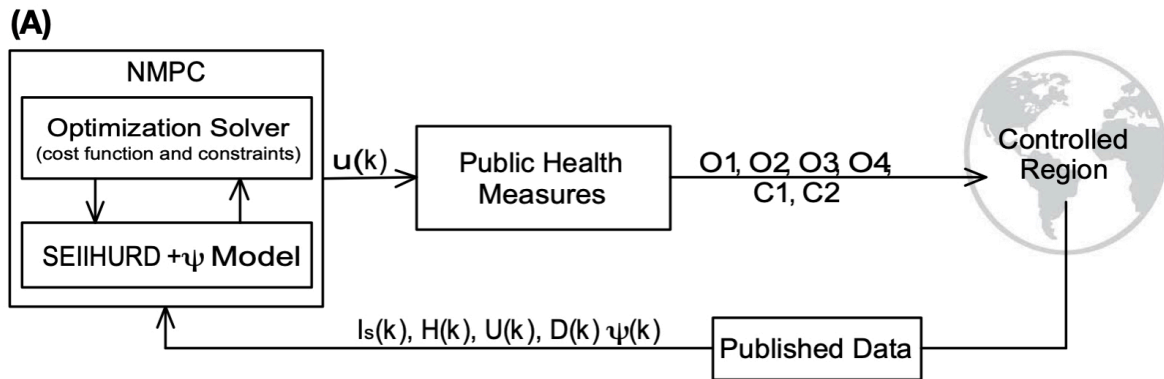 (A)
NMPC
Optimization Solver
(cost function and constraints)
SEIIHURD +ψ Model
u(k)
Public Health
Measures
O1, O2, O3, O4,
C1, C2
Controlled
Region
Is(k), H(k), U(k), D(k) ψ(k)
Published Data